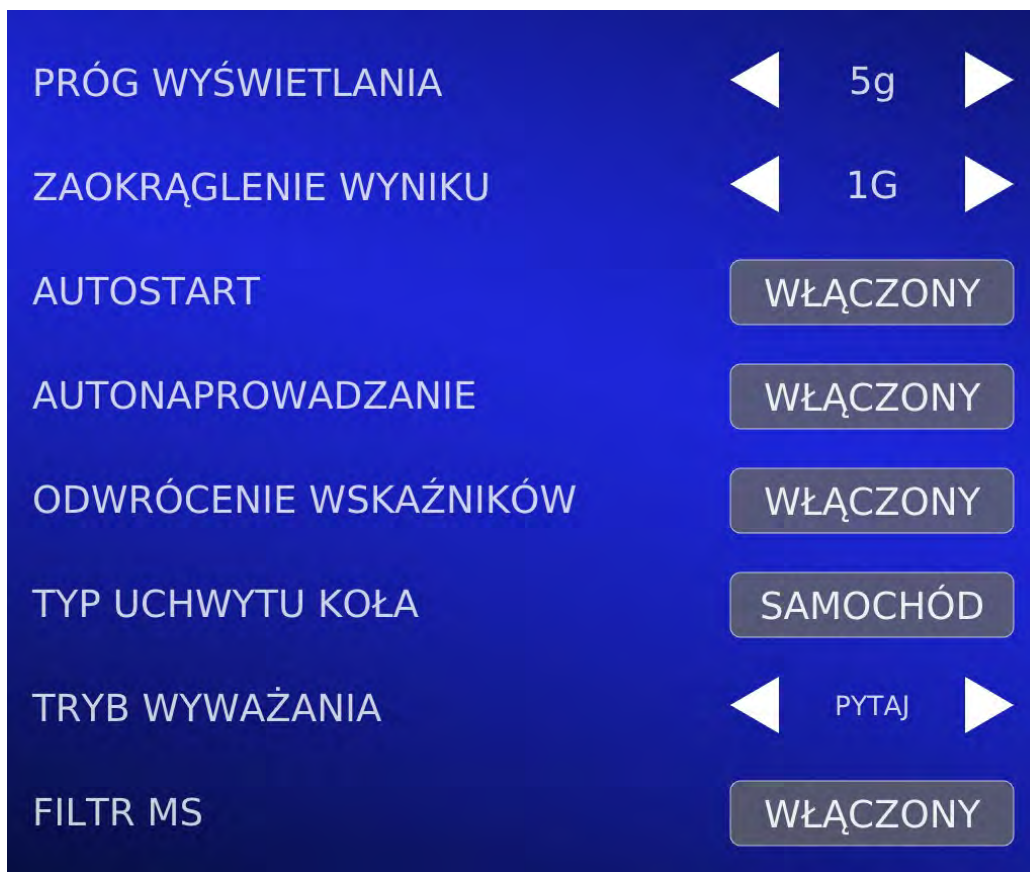 PRÓG WYŚWIETLANIA 5g
ZAOKRĄGLENIE WYNIKU 1G
AUTOSTART WŁĄCZONY
AUTONAPROWADZANIE WŁĄCZONY
ODWRÓCENIE WSKAŹNIKÓW WŁĄCZONY
TYP UCHWYTU KOŁA SAMOCHÓD
TRYB WYWAŻANIA PYTAJ
FILTR MS WŁĄCZONY